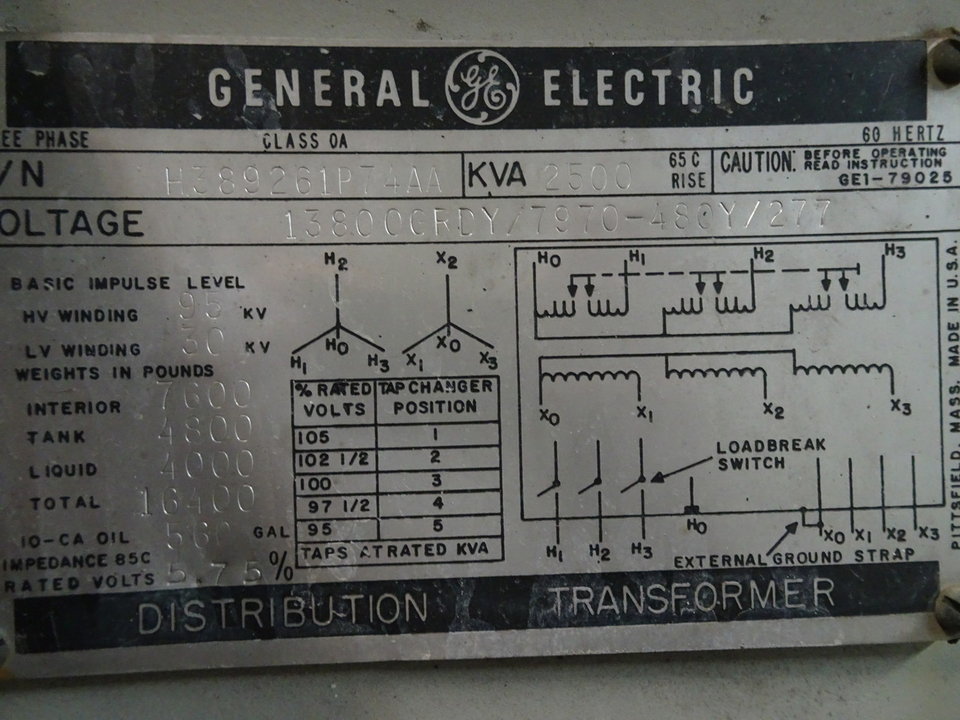 GENERAL GE ELECTRIC
EE PHASE CLASS OA 60 HERTZ
/N H389261P74AA KVA 2500 65 C RISE CAUTION: BEFORE OPERATING READ INSTRUCTION GE1-79025
OLTAGE 13800GRDY/7970-480Y/277
BASIC IMPULSE LEVEL
HV WINDING 95 KV
LV WINDING 30 KV
WEIGHTS IN POUNDS
INTERIOR 7600
TANK 4800
LIQUID 4000
TOTAL 16400
10-CA OIL GAL
IMPEDANCE 85C
RATED VOLTS 5.75 %
H2 X2
H0 X0
H1 H3 X1 X3
% RATED VOLTS TAP CHANGER POSITION
105 1
102 1/2 2
100 3
97 1/2 4
95 5
TAPS AT RATED KVA
H0 H1 H2 H3
X0 X1 X2 X3
LOADBREAK
SWITCH
H0 X0 X1 X2 X3
H1 H2 H3
EXTERNAL GROUND STRAP
PITTSFIELD, MASS. MADE IN U.S.A.
DISTRIBUTION TRANSFORMER